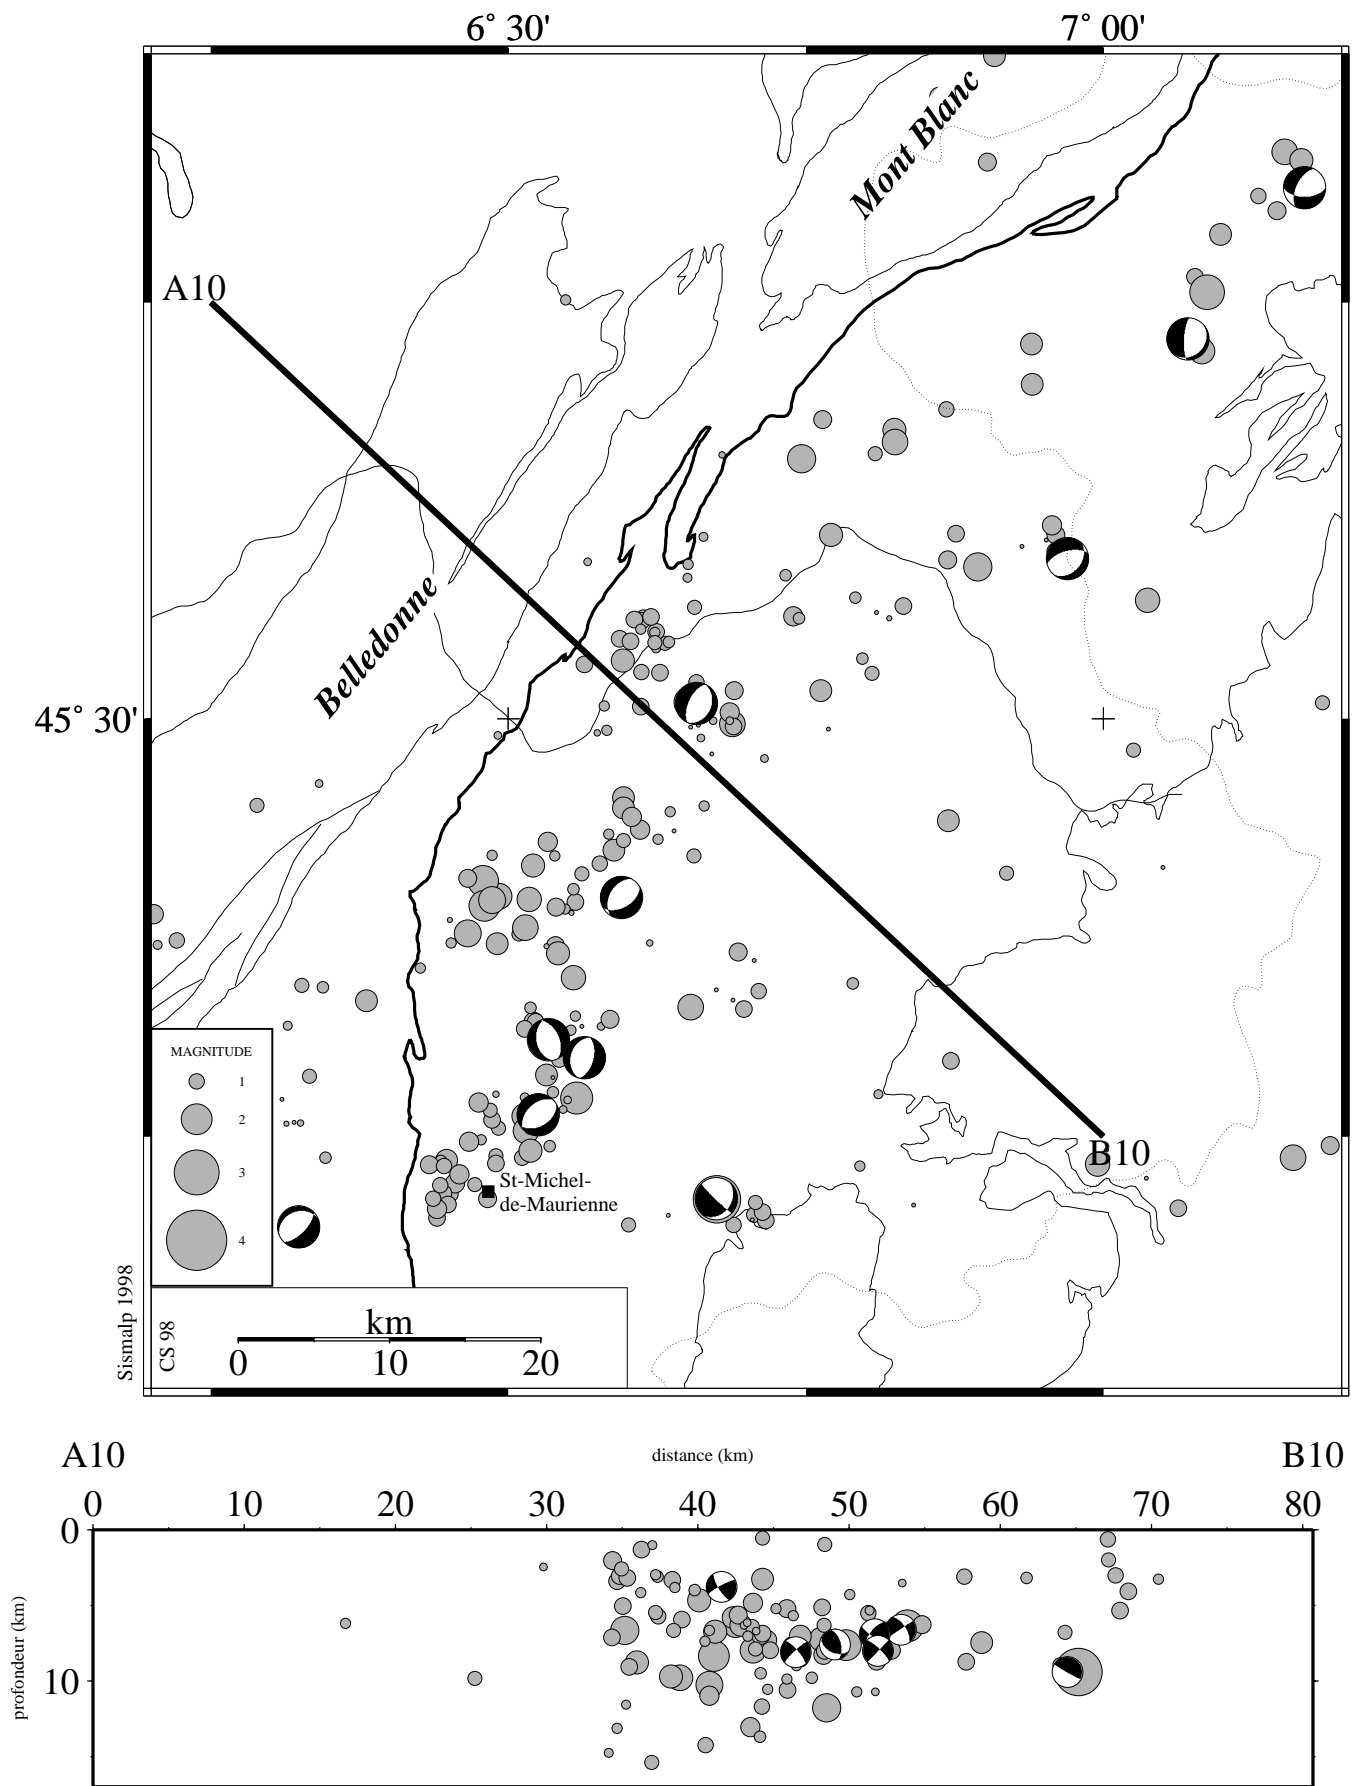 6° 30'
7° 00'
Mont Blanc
A10
Belledonne
45° 30'
MAGNITUDE
1
2
3
4
St-Michel-
de-Maurienne
B10
Sismalp 1998
CS 98
km
0 10 20
A10 distance (km) B10
0 10 20 30 40 50 60 70 80
0
10
profondeur (km)